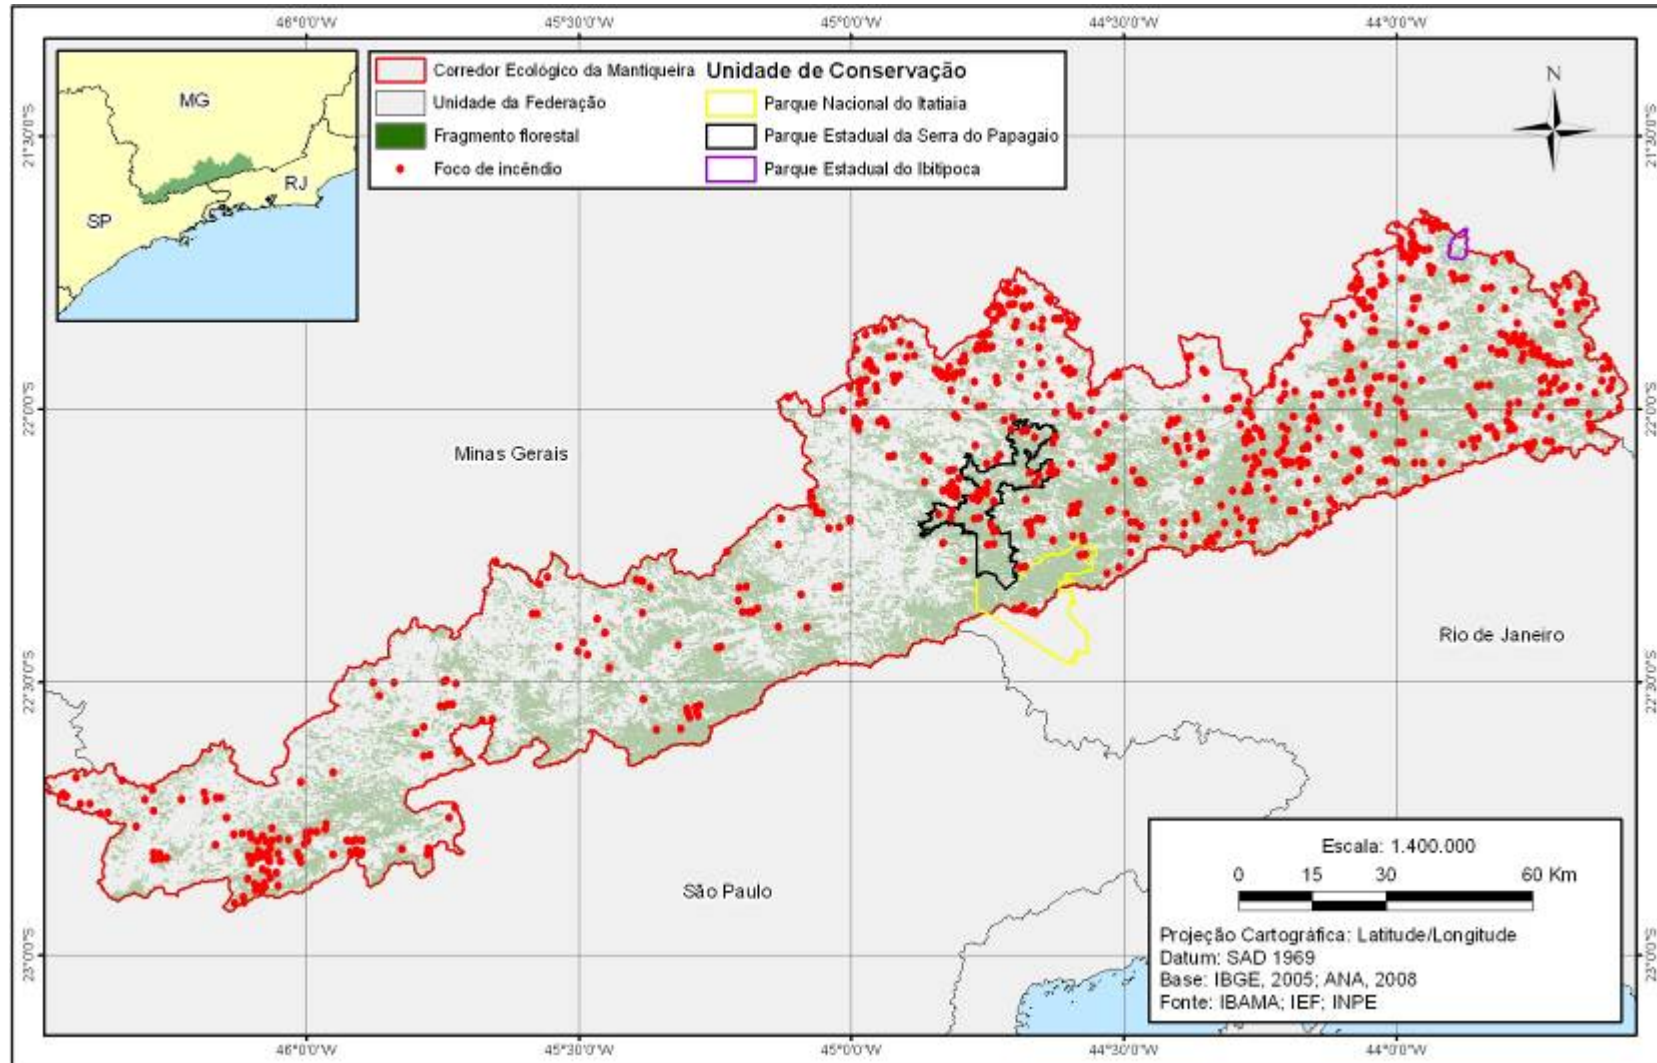 46°0'0"W 45°30'0"W 45°0'0"W 44°30'0"W 44°0'0"W
MG
RJ
SP
Corredor Ecológico da Mantiqueira
Unidade da Federação
Fragmento florestal
Foco de incêndio
Unidade de Conservação
Parque Nacional do Itatiaia
Parque Estadual da Serra do Papagaio
Parque Estadual do Ibitipoca
N
21°30'0"S 21°30'0"S
22°0'0"S 22°0'0"S
Minas Gerais
Rio de Janeiro
22°30'0"S 22°30'0"S
São Paulo
23°0'0"S 23°0'0"S
Escala: 1.400.000
0 15 30 60 Km
Projeção Cartográfica: Latitude/Longitude
Datum: SAD 1969
Base: IBGE, 2005; ANA, 2008
Fonte: IBAMA; IEF; INPE
46°0'0"W 45°30'0"W 45°0'0"W 44°30'0"W 44°0'0"W